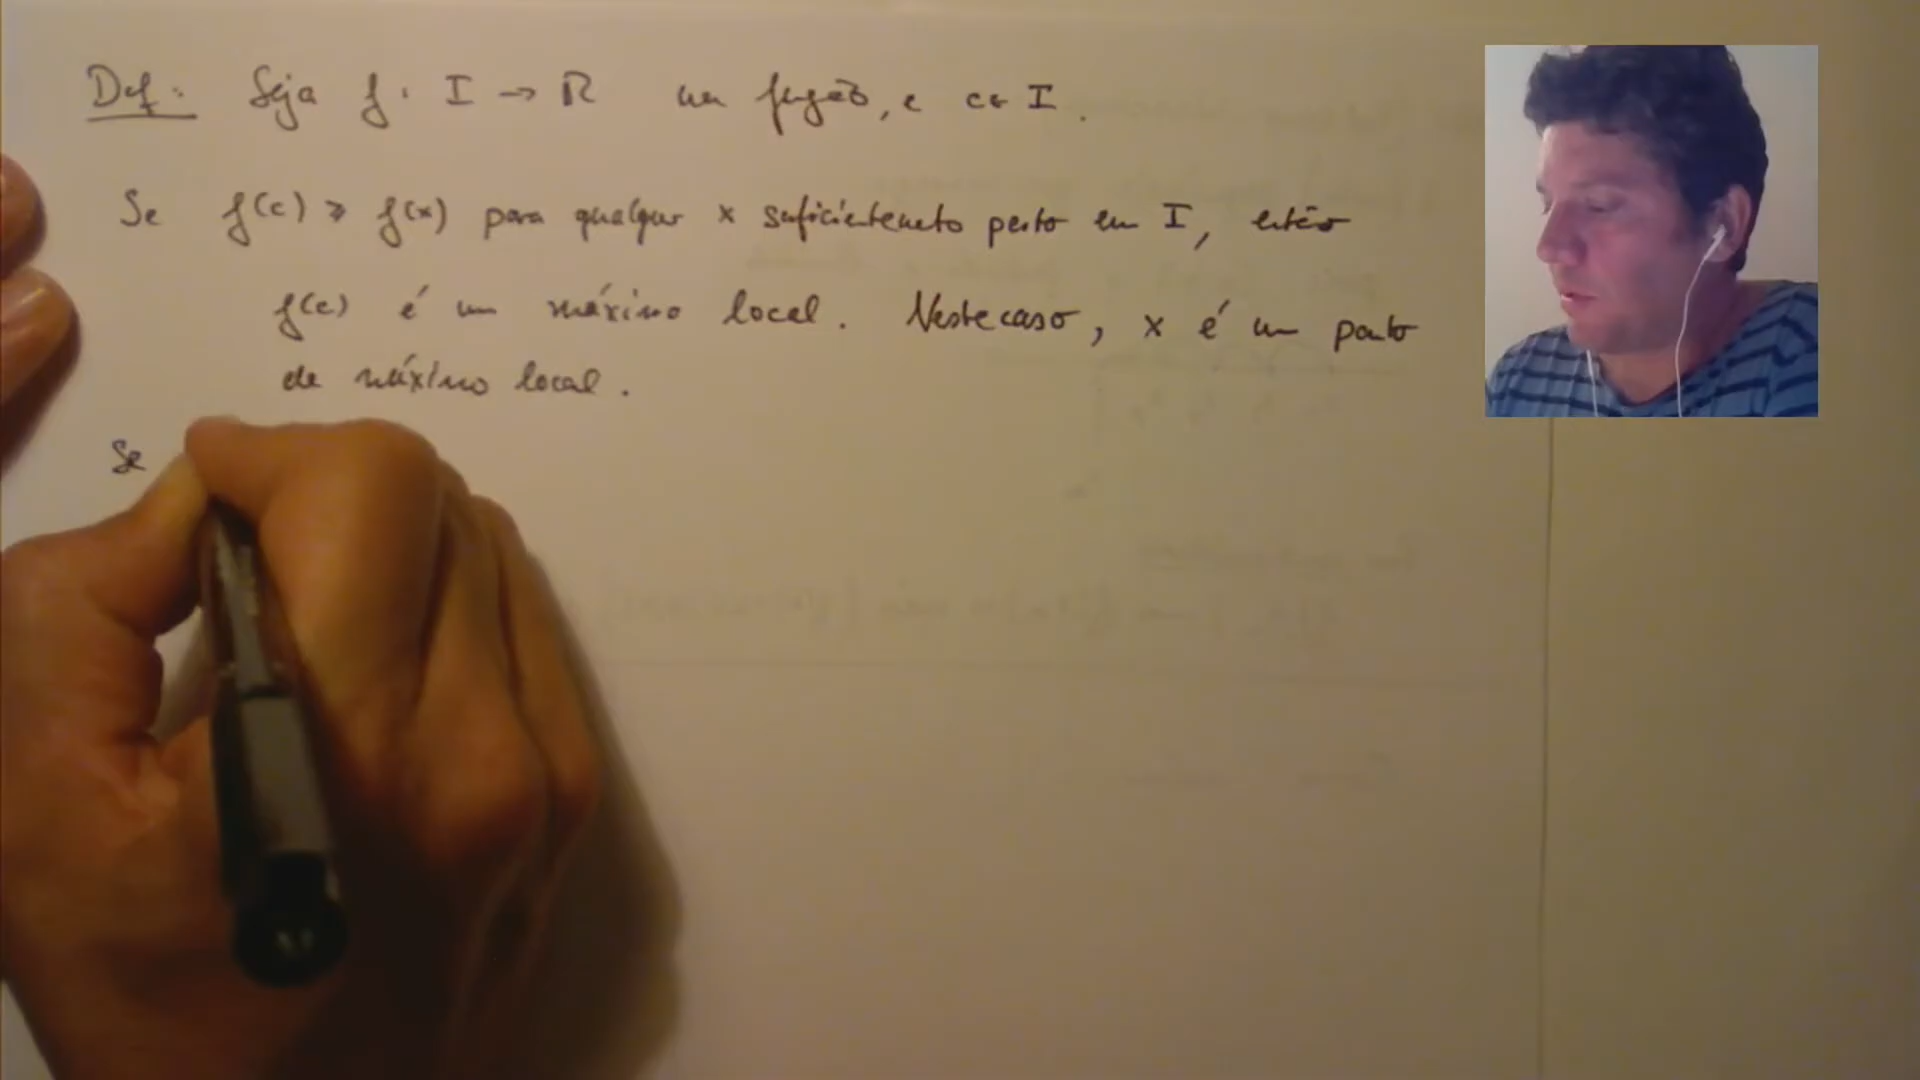 Def: Seja f: I → ℝ um função, e c ∈ I.
Se f(c) ≥ f(x) para qualquer x suficientemente perto em I, então
f(c) é um máximo local. Neste caso, x é um ponto
de máximo local.
Se